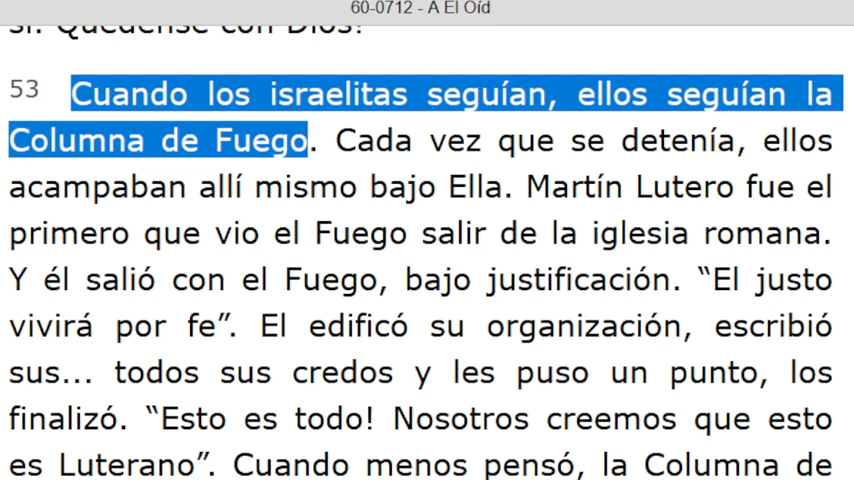 60-0712 - A El Oíd
si. Quédense con Dios!
53 Cuando los israelitas seguían, ellos seguían la
Columna de Fuego. Cada vez que se detenía, ellos
acampaban allí mismo bajo Ella. Martín Lutero fue el
primero que vio el Fuego salir de la iglesia romana.
Y él salió con el Fuego, bajo justificación. “El justo
vivirá por fe”. El edificó su organización, escribió
sus... todos sus credos y les puso un punto, los
finalizó. “Esto es todo! Nosotros creemos que esto
es Luterano”. Cuando menos pensó, la Columna de